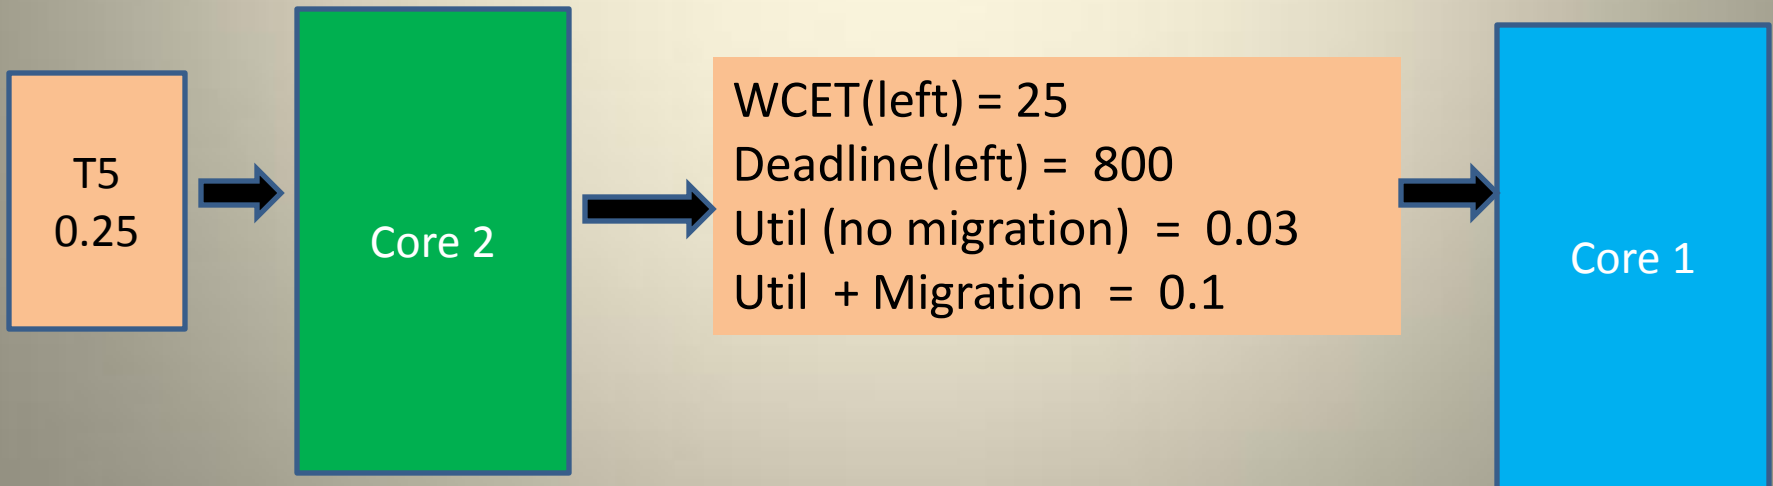 T5
0.25
Core 2
WCET(left) = 25
Deadline(left) = 800
Util (no migration) = 0.03
Util + Migration = 0.1
Core 1